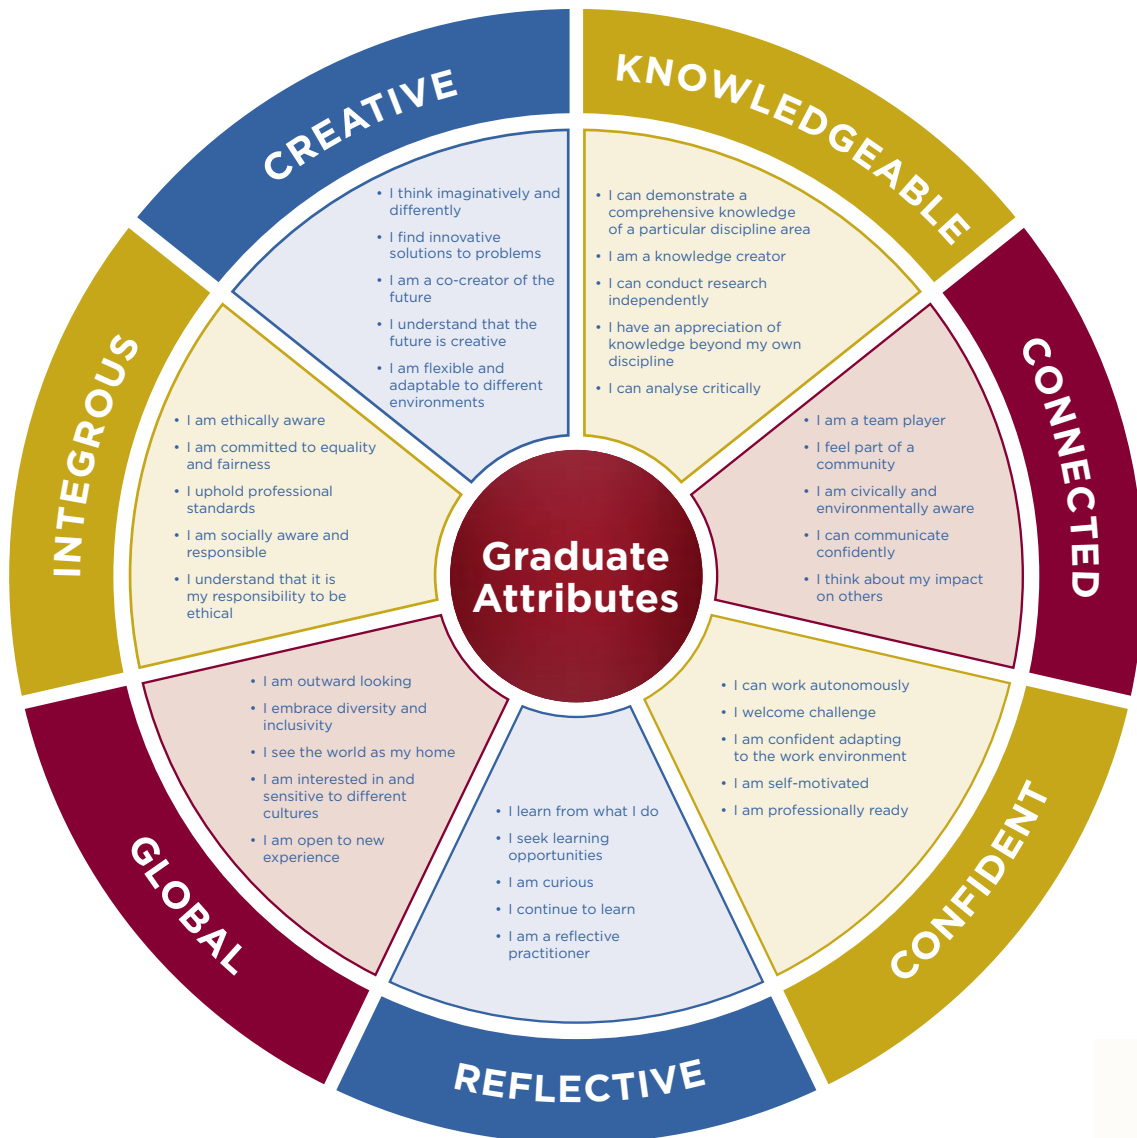 Graduate
Attributes
KNOWLEDGEABLE
• I can demonstrate a
comprehensive knowledge
of a particular discipline area
• I am a knowledge creator
• I can conduct research
independently
• I have an appreciation of
knowledge beyond my own
discipline
• I can analyse critically
CONNECTED
• I am a team player
• I feel part of a
community
• I am civically and
environmentally aware
• I can communicate
confidently
• I think about my impact
on others
CONFIDENT
• I can work autonomously
• I welcome challenge
• I am confident adapting
to the work environment
• I am self-motivated
• I am professionally ready
REFLECTIVE
• I learn from what I do
• I seek learning
opportunities
• I am curious
• I continue to learn
• I am a reflective
practitioner
GLOBAL
• I am outward looking
• I embrace diversity and
inclusivity
• I see the world as my home
• I am interested in and
sensitive to different
cultures
• I am open to new
experience
INTEGROUS
• I am ethically aware
• I am committed to equality
and fairness
• I uphold professional
standards
• I am socially aware and
responsible
• I understand that it is
my responsibility to be
ethical
CREATIVE
• I think imaginatively and
differently
• I find innovative
solutions to problems
• I am a co-creator of the
future
• I understand that the
future is creative
• I am flexible and
adaptable to different
environments